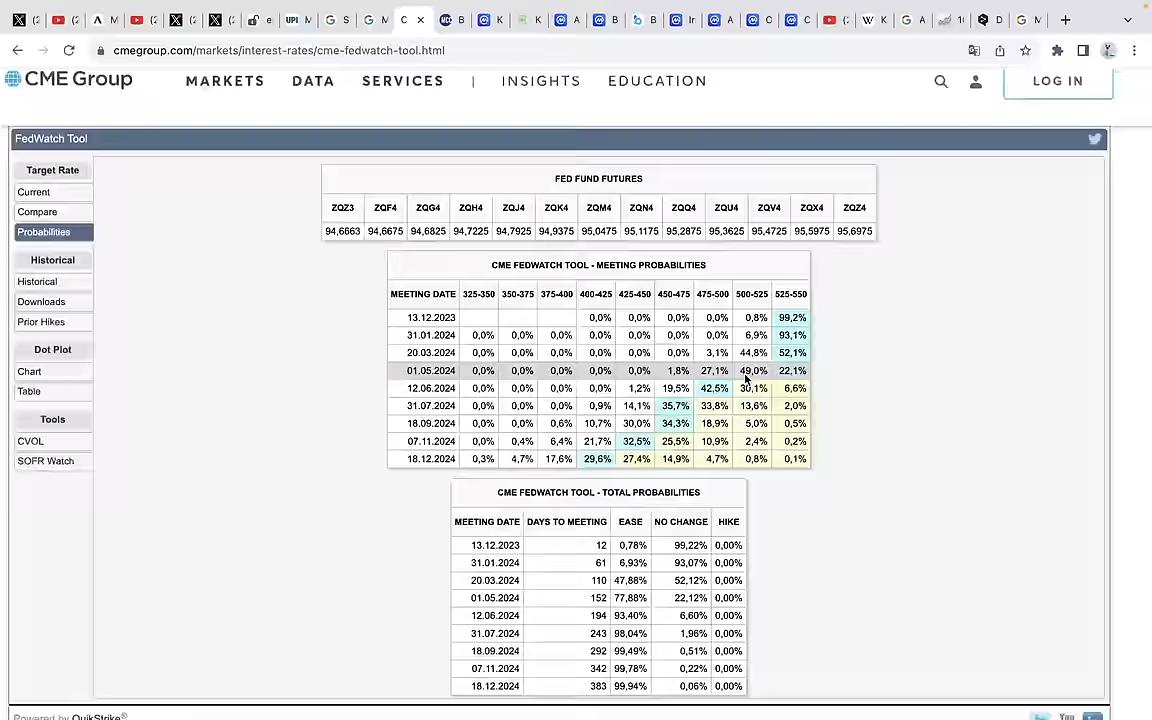 cmegroup.com/markets/interest-rates/cme-fedwatch-tool.html
CME Group MARKETS DATA SERVICES | INSIGHTS EDUCATION LOG IN
FedWatch Tool
Target Rate
Current
Compare
Probabilities
Historical
Historical
Downloads
Prior Hikes
Dot Plot
Chart
Table
Tools
CVOL
SOFR Watch
FED FUND FUTURES
ZQZ3 ZQF4 ZQG4 ZQH4 ZQJ4 ZQK4 ZQM4 ZQN4 ZQQ4 ZQU4 ZQV4 ZQX4 ZQZ4
94,6663 94,6675 94,6825 94,7225 94,7925 94,9375 95,0475 95,1175 95,2875 95,3625 95,4725 95,5975 95,6975
CME FEDWATCH TOOL - MEETING PROBABILITIES
MEETING DATE 325-350 350-375 375-400 400-425 425-450 450-475 475-500 500-525 525-550
13.12.2023 0,0% 0,0% 0,0% 0,0% 0,8% 99,2%
31.01.2024 0,0% 0,0% 0,0% 0,0% 0,0% 0,0% 0,0% 6,9% 93,1%
20.03.2024 0,0% 0,0% 0,0% 0,0% 0,0% 0,0% 3,1% 44,8% 52,1%
01.05.2024 0,0% 0,0% 0,0% 0,0% 0,0% 1,8% 27,1% 49,0% 22,1%
12.06.2024 0,0% 0,0% 0,0% 0,0% 1,2% 19,5% 42,5% 30,1% 6,6%
31.07.2024 0,0% 0,0% 0,0% 0,9% 14,1% 35,7% 33,8% 13,6% 2,0%
18.09.2024 0,0% 0,0% 0,6% 10,7% 30,0% 34,3% 18,9% 5,0% 0,5%
07.11.2024 0,0% 0,4% 6,4% 21,7% 32,5% 25,5% 10,9% 2,4% 0,2%
18.12.2024 0,3% 4,7% 17,6% 29,6% 27,4% 14,9% 4,7% 0,8% 0,1%
CME FEDWATCH TOOL - TOTAL PROBABILITIES
MEETING DATE DAYS TO MEETING EASE NO CHANGE HIKE
13.12.2023 12 0,78% 99,22% 0,00%
31.01.2024 61 6,93% 93,07% 0,00%
20.03.2024 110 47,88% 52,12% 0,00%
01.05.2024 152 77,88% 22,12% 0,00%
12.06.2024 194 93,40% 6,60% 0,00%
31.07.2024 243 98,04% 1,96% 0,00%
18.09.2024 292 99,49% 0,51% 0,00%
07.11.2024 342 99,78% 0,22% 0,00%
18.12.2024 383 99,94% 0,06% 0,00%
Powered by QuikStrike®